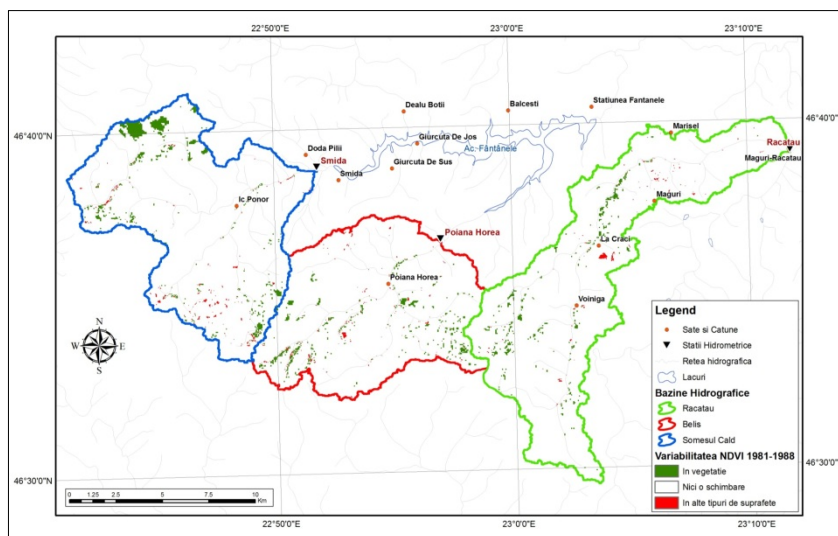 22°50'0"E 23°0'0"E 23°10'0"E
46°40'0"N
46°40'0"N
Dealu Botii
Balcesti
Statiunea Fantanele
Marisel
Racatau
Maguri-Racatau
Doda Pilii
Giurcuta De Jos
Ac. Fântânele
Smida
Giurcuta De Sus
Smida
Ic Ponor
Maguri
Poiana Horea
La Craci
Poiana Horea
Voiniga
N
W E
S
Legend
Sate si Catune
Statii Hidrometrice
Retea hidrografica
Lacuri
Bazine Hidrografice
Racatau
Belis
Somesul Cald
Variabilitatea NDVI 1981-1988
In vegetatie
Nici o schimbare
In alte tipuri de suprafete
46°30'0"N
46°30'0"N
0 1.25 2.5 5 7.5 10
Km
22°50'0"E 23°0'0"E 23°10'0"E